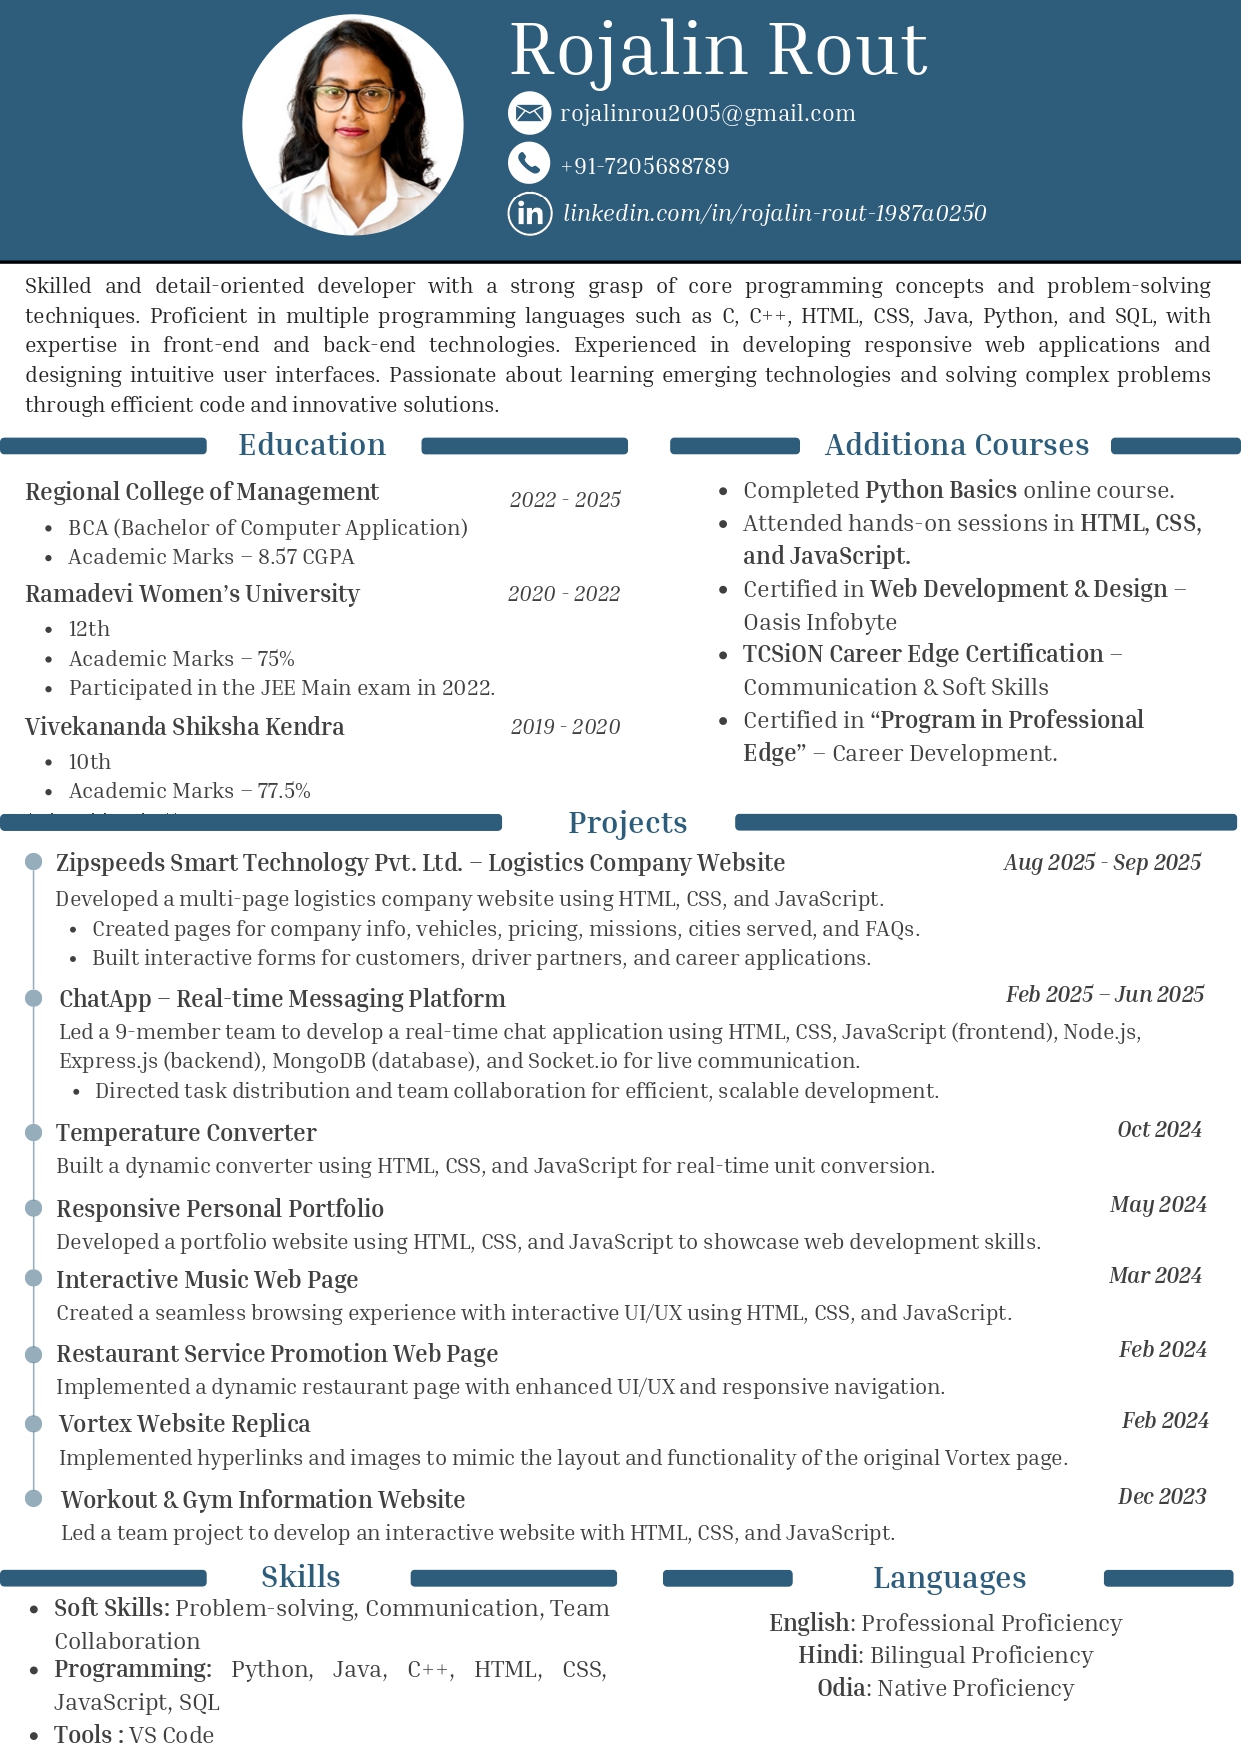 Rojalin Rout
rojalinrou2005@gmail.com
+91-7205688789
linkedin.com/in/rojalin-rout-1987a0250
Skilled and detail-oriented developer with a strong grasp of core programming concepts and problem-solving
techniques. Proficient in multiple programming languages such as C, C++, HTML, CSS, Java, Python, and SQL, with
expertise in front-end and back-end technologies. Experienced in developing responsive web applications and
designing intuitive user interfaces. Passionate about learning emerging technologies and solving complex problems
through efficient code and innovative solutions.
Education
Regional College of Management 2022 - 2025
• BCA (Bachelor of Computer Application)
• Academic Marks – 8.57 CGPA
Ramadevi Women's University 2020 - 2022
• 12th
• Academic Marks – 75%
• Participated in the JEE Main exam in 2022.
Vivekananda Shiksha Kendra 2019 - 2020
• 10th
• Academic Marks – 77.5%
Additiona Courses
• Completed Python Basics online course.
• Attended hands-on sessions in HTML, CSS,
and JavaScript.
• Certified in Web Development & Design –
Oasis Infobyte
• TCSiON Career Edge Certification –
Communication & Soft Skills
• Certified in “Program in Professional
Edge” – Career Development.
Projects
Zipspeeds Smart Technology Pvt. Ltd. – Logistics Company Website Aug 2025 - Sep 2025
Developed a multi-page logistics company website using HTML, CSS, and JavaScript.
• Created pages for company info, vehicles, pricing, missions, cities served, and FAQs.
• Built interactive forms for customers, driver partners, and career applications.
ChatApp – Real-time Messaging Platform Feb 2025 – Jun 2025
Led a 9-member team to develop a real-time chat application using HTML, CSS, JavaScript (frontend), Node.js,
Express.js (backend), MongoDB (database), and Socket.io for live communication.
• Directed task distribution and team collaboration for efficient, scalable development.
Temperature Converter Oct 2024
Built a dynamic converter using HTML, CSS, and JavaScript for real-time unit conversion.
Responsive Personal Portfolio May 2024
Developed a portfolio website using HTML, CSS, and JavaScript to showcase web development skills.
Interactive Music Web Page Mar 2024
Created a seamless browsing experience with interactive UI/UX using HTML, CSS, and JavaScript.
Restaurant Service Promotion Web Page Feb 2024
Implemented a dynamic restaurant page with enhanced UI/UX and responsive navigation.
Vortex Website Replica Feb 2024
Implemented hyperlinks and images to mimic the layout and functionality of the original Vortex page.
Workout & Gym Information Website Dec 2023
Led a team project to develop an interactive website with HTML, CSS, and JavaScript.
Skills
• Soft Skills: Problem-solving, Communication, Team
Collaboration
• Programming: Python, Java, C++, HTML, CSS,
JavaScript, SQL
• Tools : VS Code
Languages
English: Professional Proficiency
Hindi: Bilingual Proficiency
Odia: Native Proficiency